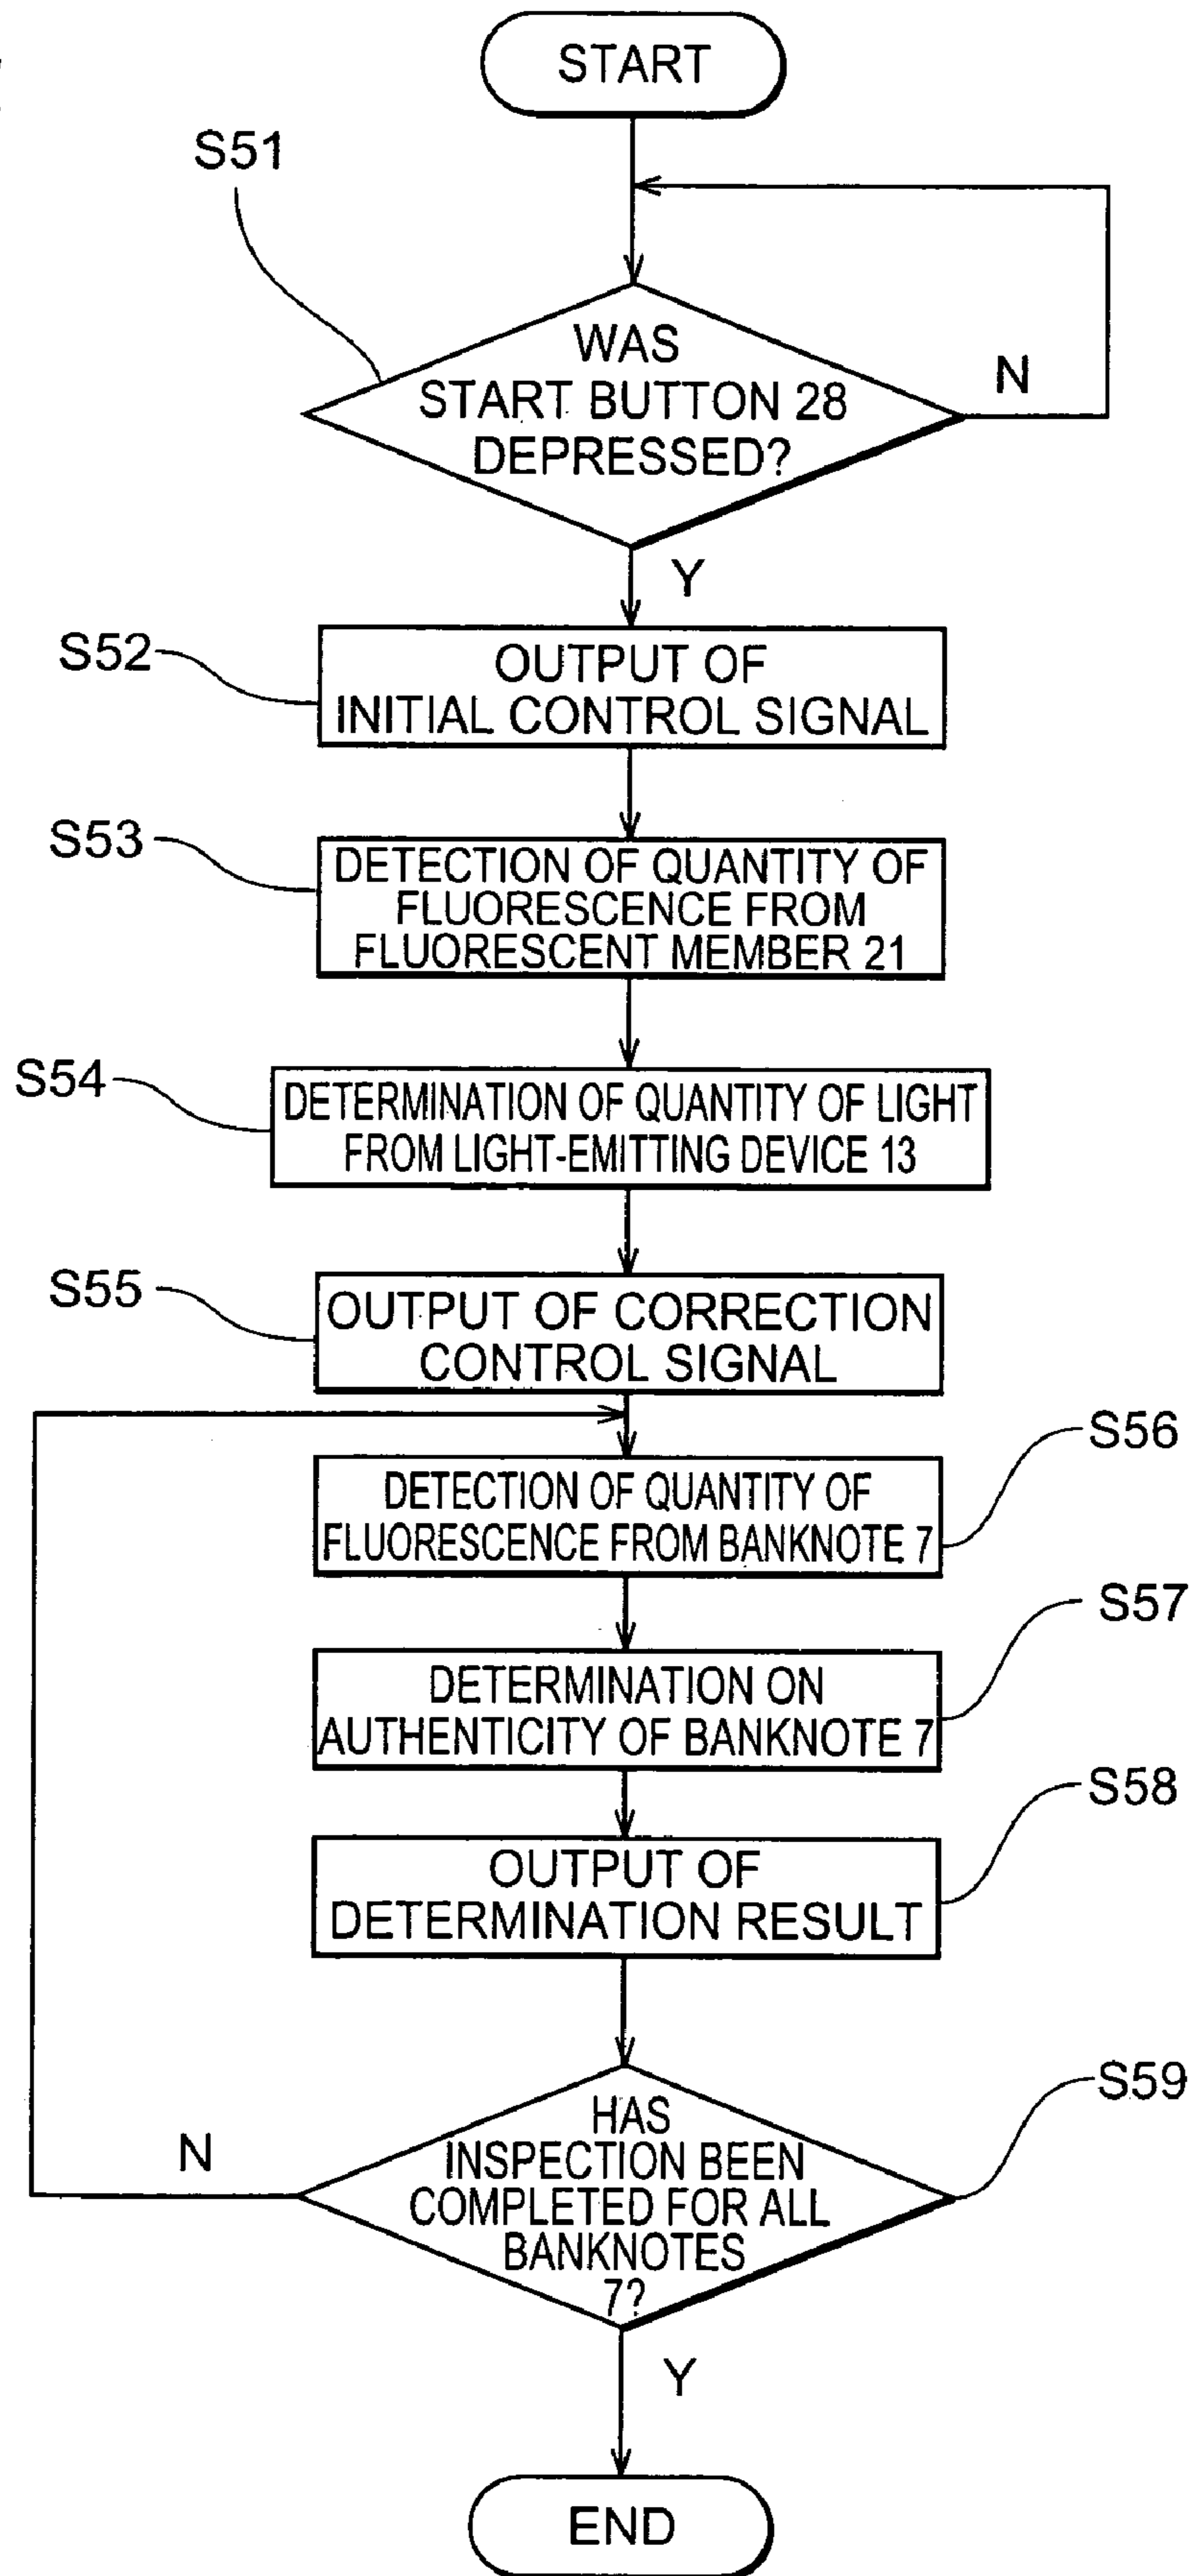 START
S51
WAS
START BUTTON 28
DEPRESSED?
N
Y
S52
OUTPUT OF
INITIAL CONTROL SIGNAL
S53
DETECTION OF QUANTITY OF
FLUORESCENCE FROM
FLUORESCENT MEMBER 21
S54
DETERMINATION OF QUANTITY OF LIGHT
FROM LIGHT-EMITTING DEVICE 13
S55
OUTPUT OF CORRECTION
CONTROL SIGNAL
S56
DETECTION OF QUANTITY OF
FLUORESCENCE FROM BANKNOTE 7
S57
DETERMINATION ON
AUTHENTICITY OF BANKNOTE 7
S58
OUTPUT OF
DETERMINATION RESULT
S59
HAS
INSPECTION BEEN
COMPLETED FOR ALL
BANKNOTES
7?
N
Y
END